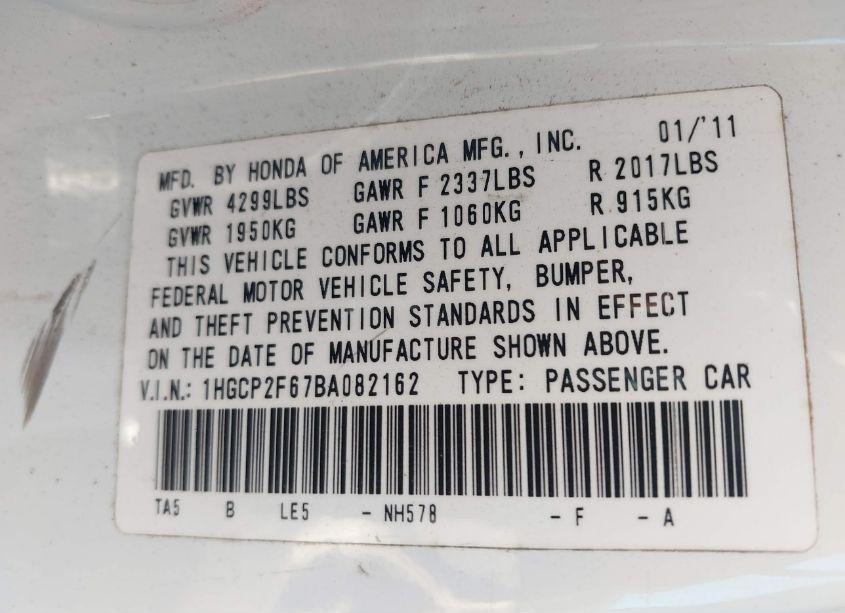 MFD. BY HONDA OF AMERICA MFG., INC. 01/'11
GVWR 4299LBS GAWR F 2337LBS R 2017LBS
GVWR 1950KG GAWR F 1060KG R 915KG
THIS VEHICLE CONFORMS TO ALL APPLICABLE
FEDERAL MOTOR VEHICLE SAFETY, BUMPER,
AND THEFT PREVENTION STANDARDS IN EFFECT
ON THE DATE OF MANUFACTURE SHOWN ABOVE.
V.I.N.: 1HGCP2F67BA082162 TYPE: PASSENGER CAR
TA5 B LE5 - NH578 - F - A